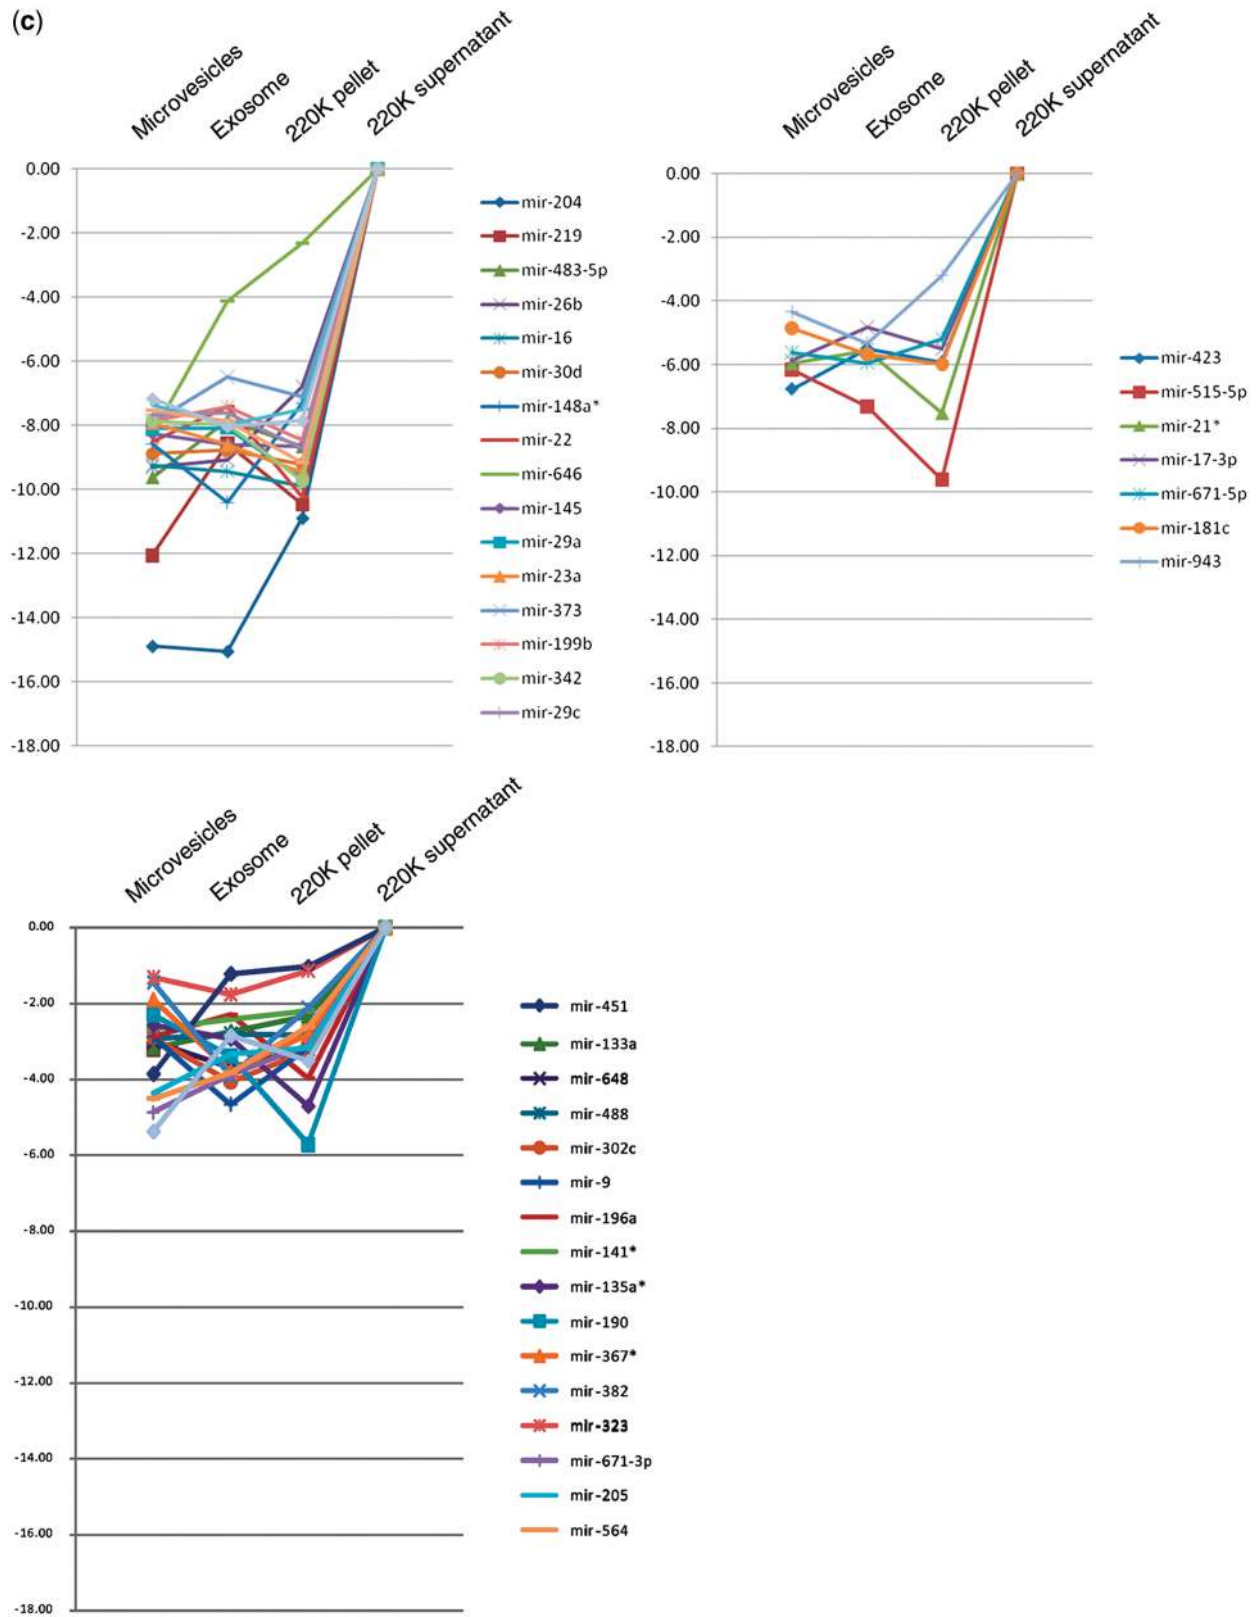 (c)
Microvesicles
Exosome
220K pellet
220K supernatant
0.00
-2.00
-4.00
-6.00
-8.00
-10.00
-12.00
-14.00
-16.00
-18.00
mir-204
mir-219
mir-483-5p
mir-26b
mir-16
mir-30d
mir-148a*
mir-22
mir-646
mir-145
mir-29a
mir-23a
mir-373
mir-199b
mir-342
mir-29c
Microvesicles
Exosome
220K pellet
220K supernatant
0.00
-2.00
-4.00
-6.00
-8.00
-10.00
-12.00
-14.00
-16.00
-18.00
mir-423
mir-515-5p
mir-21*
mir-17-3p
mir-671-5p
mir-181c
mir-943
Microvesicles
Exosome
220K pellet
220K supernatant
0.00
-2.00
-4.00
-6.00
-8.00
-10.00
-12.00
-14.00
-16.00
-18.00
mir-451
mir-133a
mir-648
mir-488
mir-302c
mir-9
mir-196a
mir-141*
mir-135a*
mir-190
mir-367*
mir-382
mir-323
mir-671-3p
mir-205
mir-564